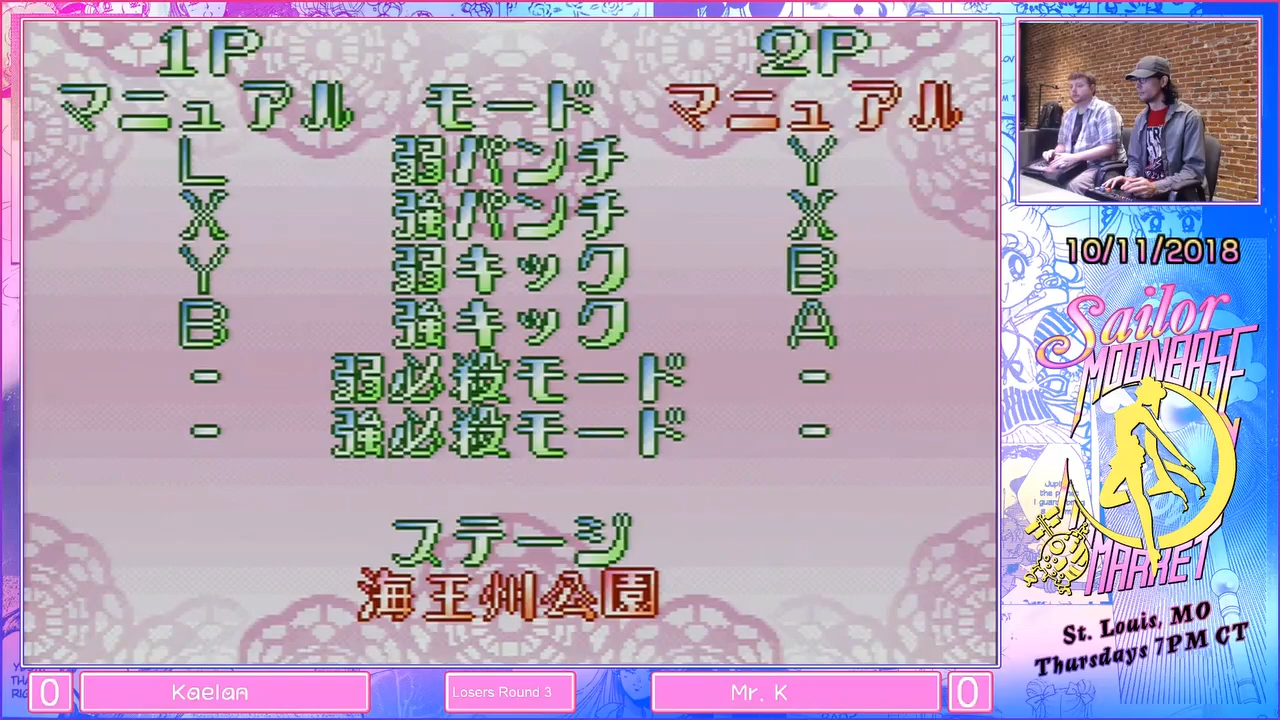 1P 2P
マニュアル モード マニュアル
L 弱パンチ Y
X 強パンチ X
Y 弱キック B
B 強キック A
- 弱必殺モード -
- 強必殺モード -
ステージ
海王州公園
10/11/2018
Sailor
MOONBASE
MARKET
St. Louis, MO
Thursdays 7PM CT
0 Kaelan Losers Round 3 Mr. K 0